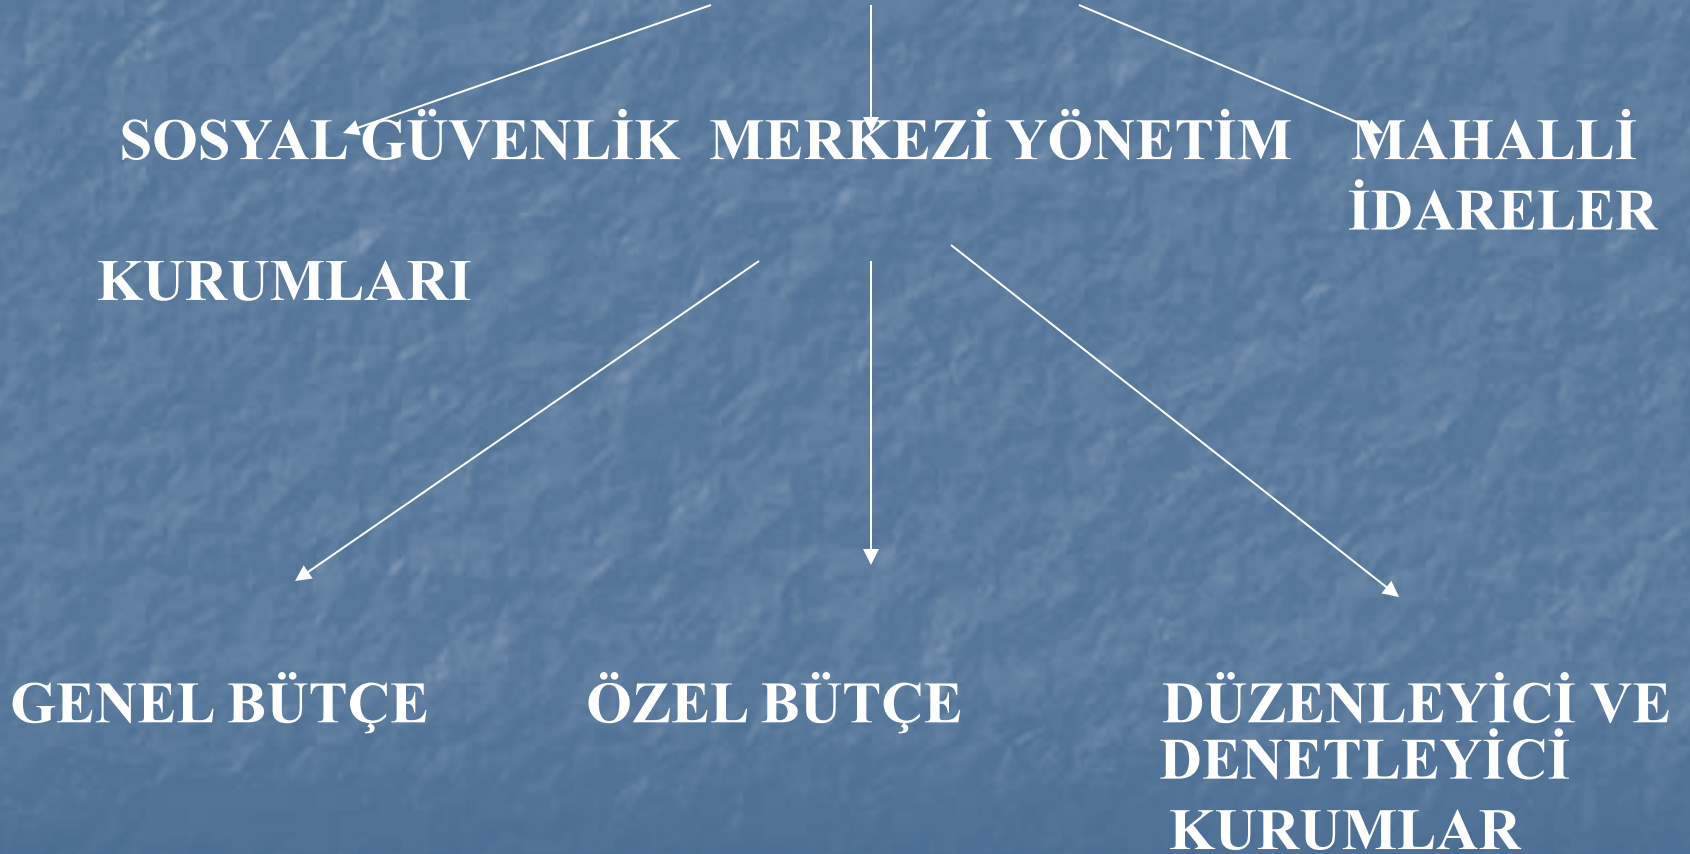 SOSYAL GÜVENLİK MERKEZİ YÖNETİM MAHALLİ
İDARELER
KURUMLARI
GENEL BÜTÇE ÖZEL BÜTÇE DÜZENLEYİCİ VE
DENETLEYİCİ
KURUMLAR